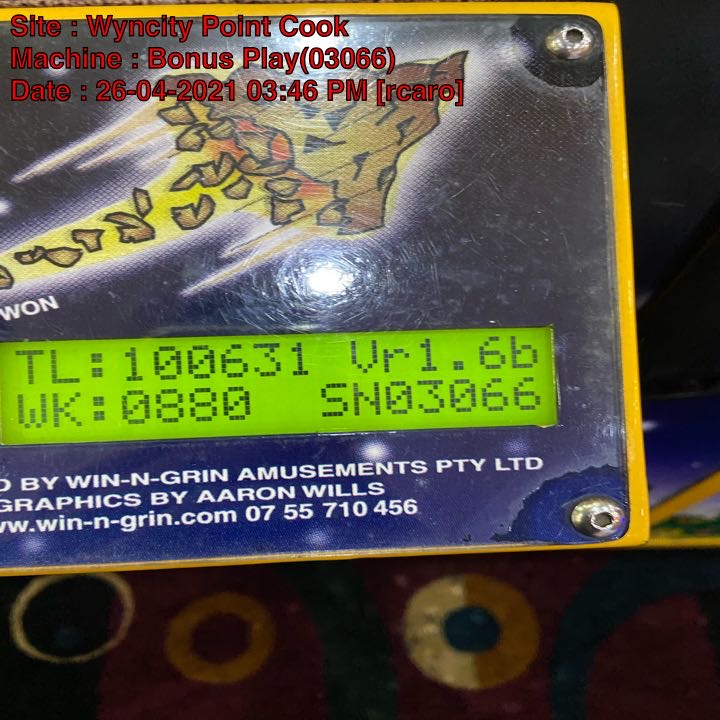 Site : Wyncity Point Cook
Machine : Bonus Play(03066)
Date : 26-04-2021 03:46 PM [rcaro]
WON
TL:100631 Vr1.6b
WK:0880 SN03066
D BY WIN-N-GRIN AMUSEMENTS PTY LTD
GRAPHICS BY AARON WILLS
ww.win-n-grin.com 07 55 710 456